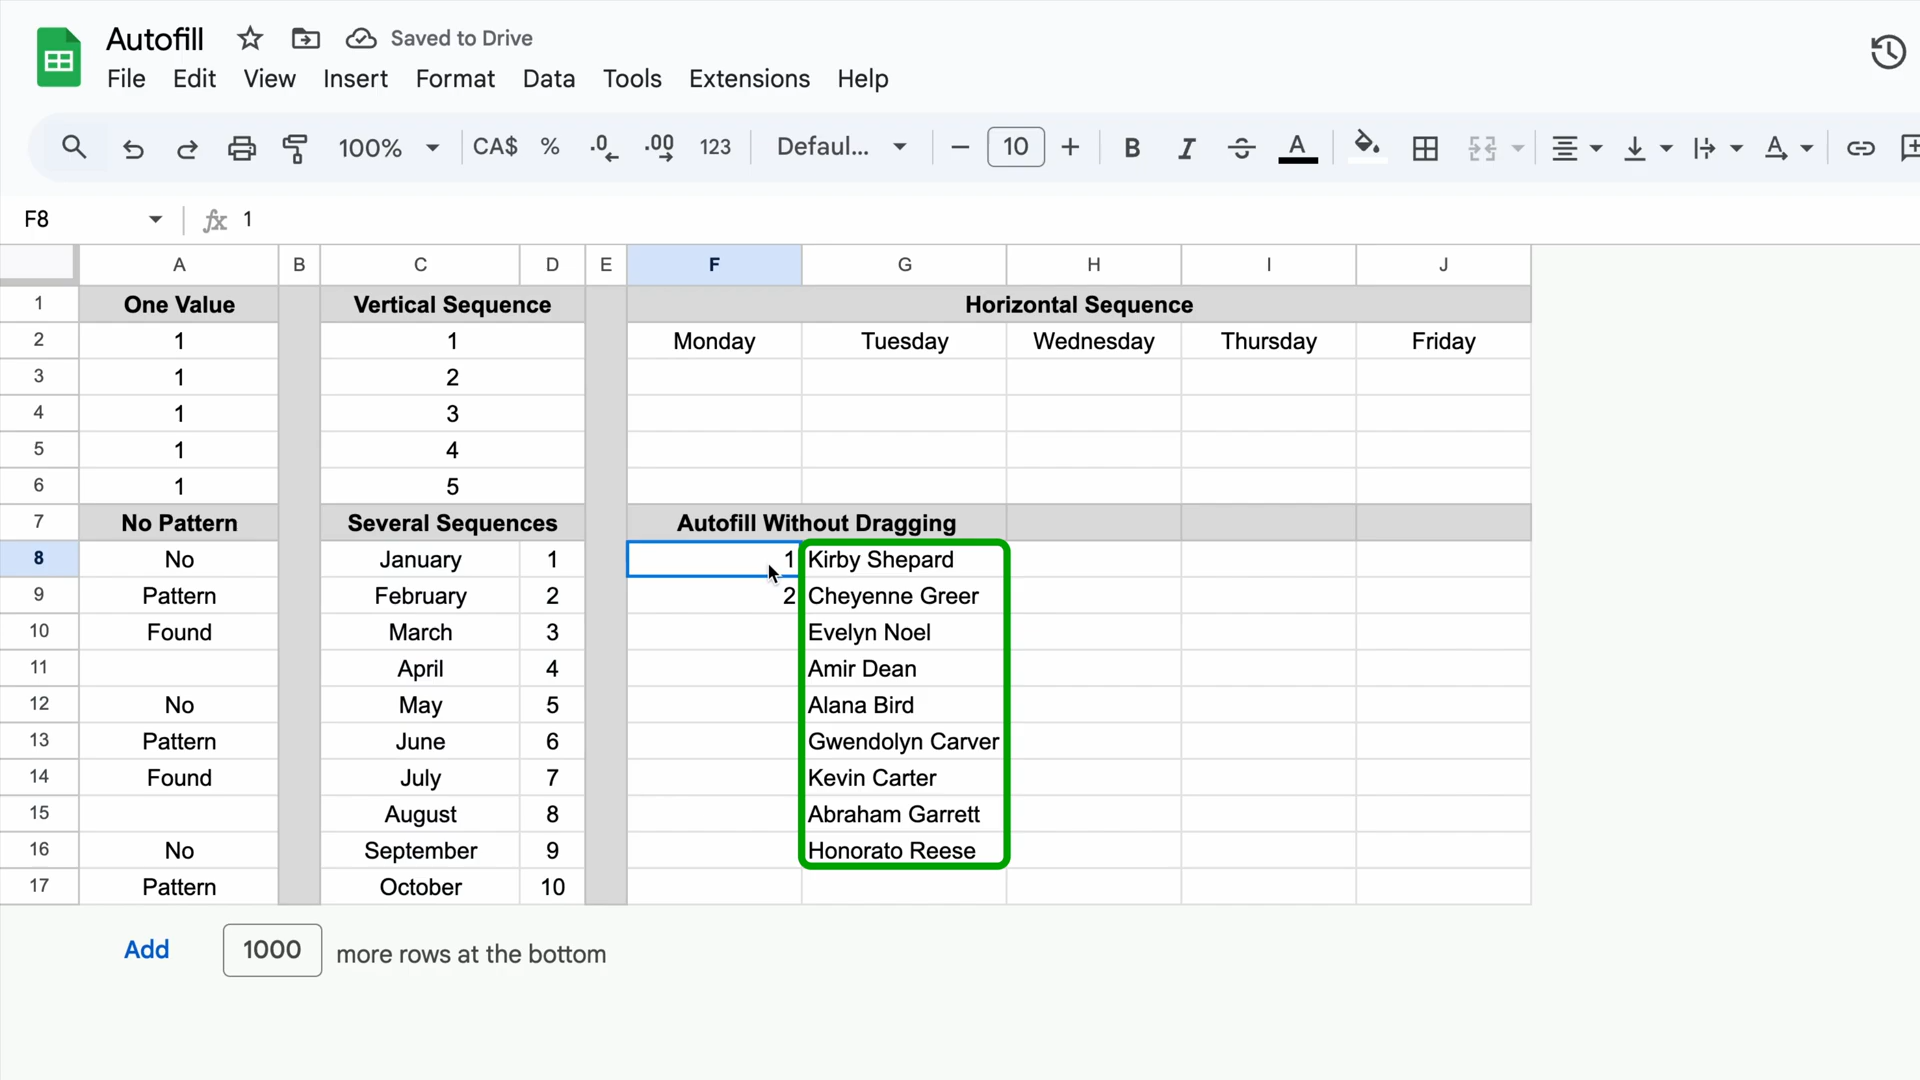 Autofill Saved to Drive
File Edit View Insert Format Data Tools Extensions Help
100% CA$ % .0 .00 123 Defaul... 10 B I S A A
F8 fx 1
A B C D E F G H I J
1 One Value Vertical Sequence Horizontal Sequence
2 1 1 Monday Tuesday Wednesday Thursday Friday
3 1 2
4 1 3
5 1 4
6 1 5
7 No Pattern Several Sequences Autofill Without Dragging
8 No January 1 1 Kirby Shepard
9 Pattern February 2 2 Cheyenne Greer
10 Found March 3 Evelyn Noel
11 April 4 Amir Dean
12 No May 5 Alana Bird
13 Pattern June 6 Gwendolyn Carver
14 Found July 7 Kevin Carter
15 August 8 Abraham Garrett
16 No September 9 Honorato Reese
17 Pattern October 10
Add 1000 more rows at the bottom